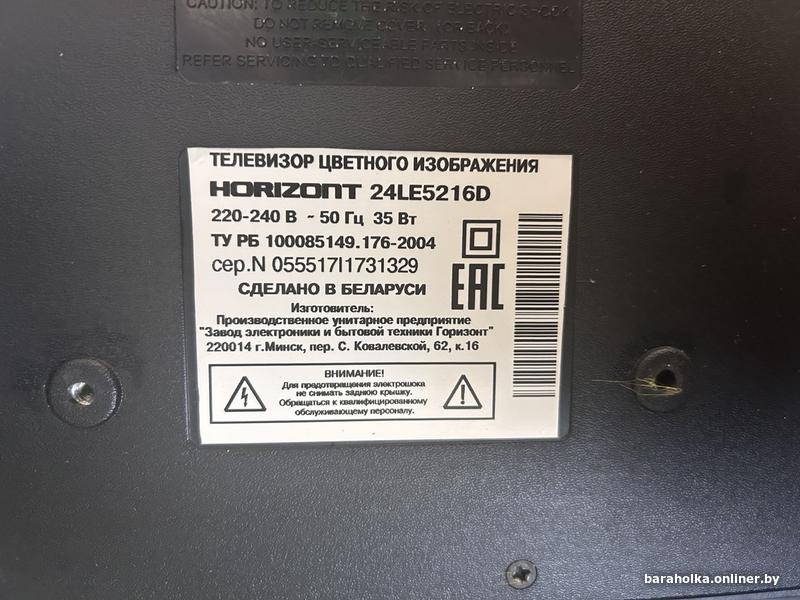 CAUTION: TO REDUCE THE RISK OF ELECTRIC SHOCK
DO NOT REMOVE COVER (OR BACK)
NO USER-SERVICEABLE PARTS INSIDE
REFER SERVICING TO QUALIFIED SERVICE PERSONNEL
ТЕЛЕВИЗОР ЦВЕТНОГО ИЗОБРАЖЕНИЯ
HORIZONT 24LE5216D
220-240 В ~ 50 Гц 35 Вт
ТУ РБ 100085149.176-2004
сер.N 055517I1731329
СДЕЛАНО В БЕЛАРУСИ
EAC
Изготовитель:
Производственное унитарное предприятие
"Завод электроники и бытовой техники Горизонт"
220014 г.Минск, пер. С. Ковалевской, 62, к.16
ВНИМАНИЕ!
Для предотвращения электрошока
не снимать заднюю крышку.
Обращаться к квалифицированному
обслуживающему персоналу.
baraholka.onliner.by